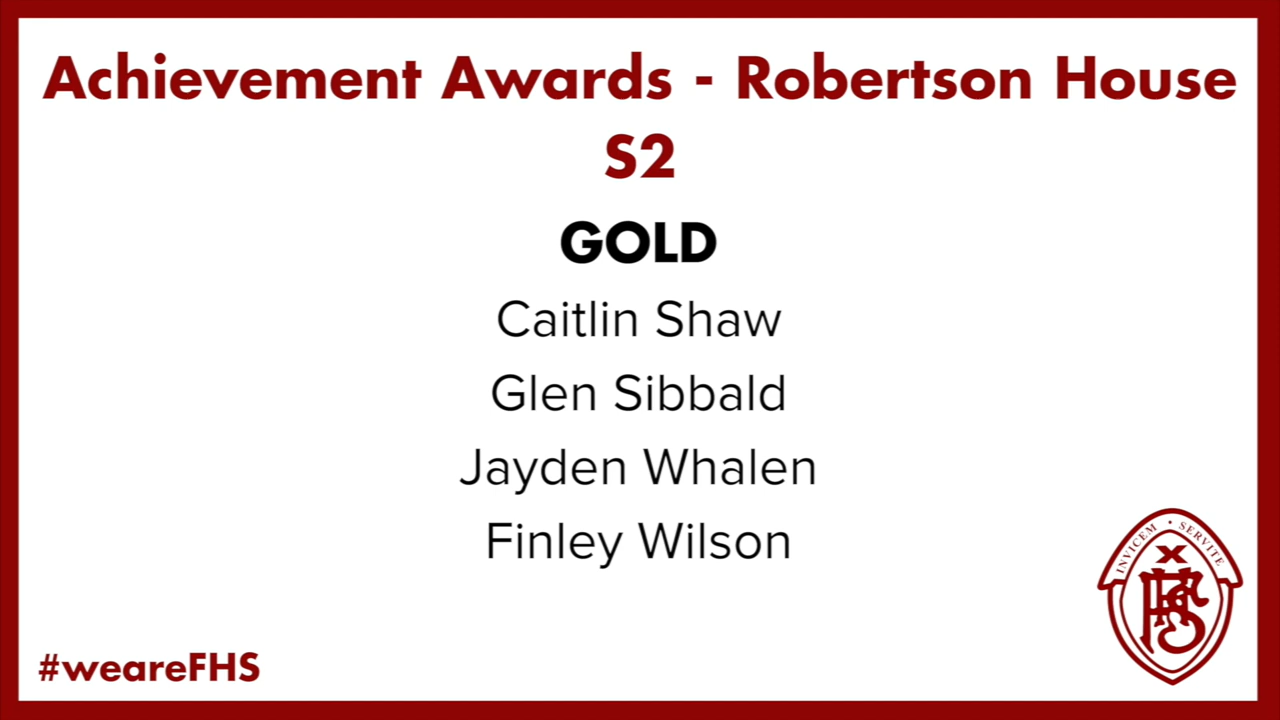 Achievement Awards - Robertson House
S2
GOLD
Caitlin Shaw
Glen Sibbald
Jayden Whalen
Finley Wilson
INVICEM • SERVITE
X
#weareFHS